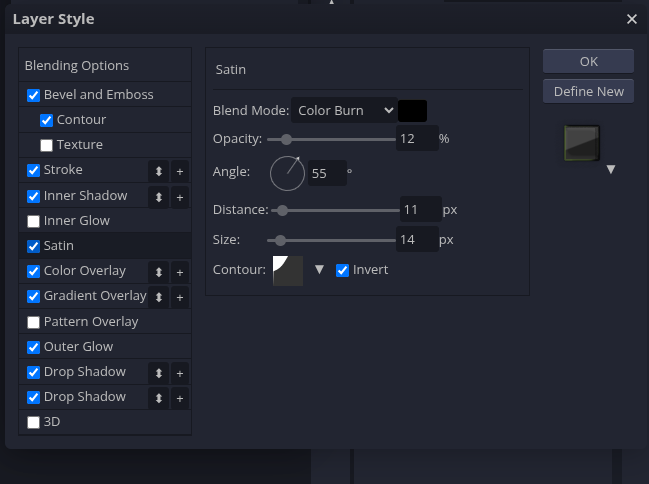 Layer Style
Blending Options
Bevel and Emboss
Contour
Texture
Stroke
+
Inner Shadow
+
Inner Glow
Satin
Color Overlay
+
Gradient Overlay
+
Pattern Overlay
Outer Glow
Drop Shadow
+
Drop Shadow
+
3D
Satin
Blend Mode: Color Burn
Opacity: 12 %
Angle: 55 °
Distance: 11 px
Size: 14 px
Contour: Invert
OK
Define New